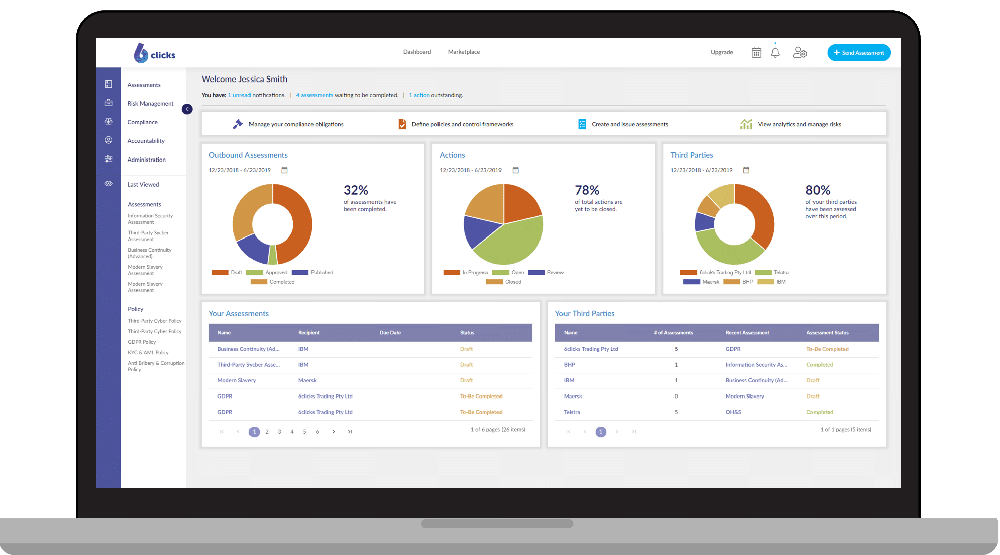 6 clicks
Dashboard
Marketplace
Upgrade
+ Send Assessment
Assessments
Risk Management
Compliance
Accountability
Administration
Last Viewed
Assessments
Information Security
Assessment
Third-Party Sycber
Assessment
Business Continuity
(Advanced)
Modern Slavery
Assessment
Modern Slavery
Assessment
Policy
Third-Party Cyber Policy
Third-Party Cyber Policy
GDPR Policy
KYC & AML Policy
Anti Bribery & Corruption
Policy
Welcome Jessica Smith
You have: 1 unread notifications. | 4 assessments waiting to be completed. | 1 action outstanding.
Manage your compliance obligations
Define policies and control frameworks
Create and issue assessments
View analytics and manage risks
Outbound Assessments
12/23/2018 - 6/23/2019
32%
of assessments have
been completed.
Draft Approved Published
Completed
Actions
12/23/2018 - 6/23/2019
78%
of total actions are
yet to be closed.
In Progress Open Review
Closed
Third Parties
12/23/2018 - 6/23/2019
80%
of your third parties
have been assessed
over this period.
6clicks Trading Pty Ltd Telstra
Maersk BHP IBM
Your Assessments
Name Recipient Due Date Status
Business Continuity (Ad... IBM Draft
Third-Party Sycber Asse... IBM Draft
Modern Slavery Maersk Draft
GDPR 6clicks Trading Pty Ltd To-Be Completed
GDPR 6clicks Trading Pty Ltd To-Be Completed
1 2 3 4 5 6 1 of 6 pages (26 items)
Your Third Parties
Name # of Assessments Recent Assessment Assessment Status
6clicks Trading Pty Ltd 5 GDPR To-Be Completed
BHP 1 Information Security As... Completed
IBM 1 Business Continuity (Ad... Draft
Maersk 0 Modern Slavery Draft
Telstra 5 OH&S Completed
1 1 of 1 pages (5 items)